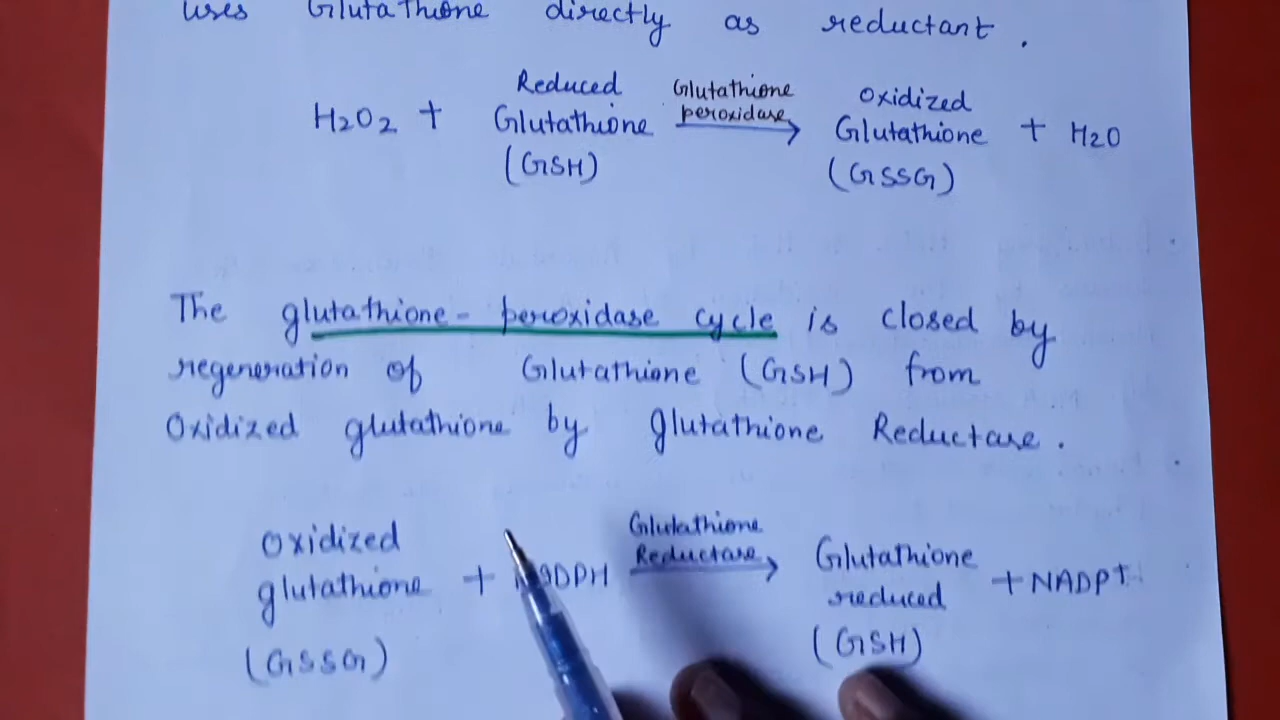 uses Glutathione directly as reductant.
H2O2 + Reduced Glutathione (GSH) Glutathione peroxidase → Oxidized Glutathione (GSSG) + H2O
The glutathione-peroxidase cycle is closed by
regeneration of Glutathione (GSH) from
Oxidized glutathione by glutathione Reductase.
Oxidized glutathione (GSSG) + NADPH Glutathione Reductase → Glutathione reduced (GSH) + NADP+